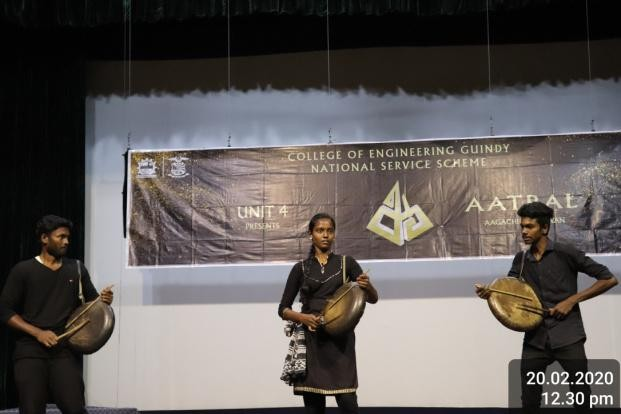 COLLEGE OF ENGINEERING GUINDY
NATIONAL SERVICE SCHEME
UNIT 4
PRESENTS
AATRAL
20.02.2020
12.30 pm